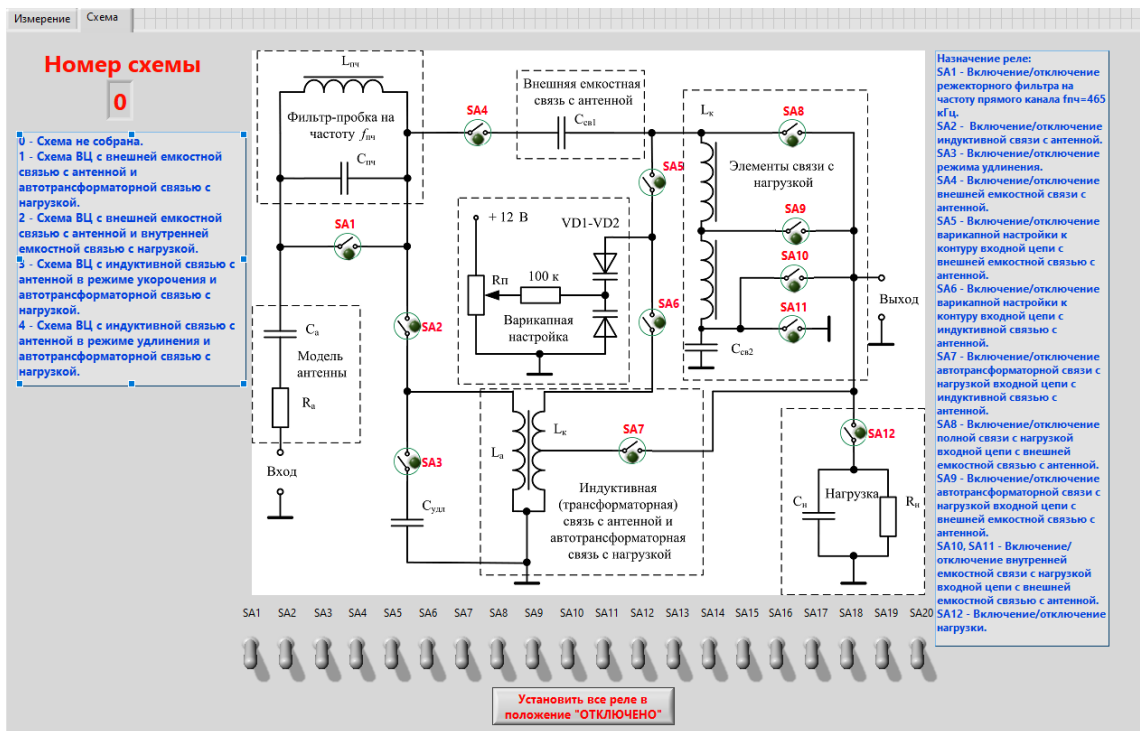 Измерение
Схема
Номер схемы
0
0 - Схема не собрана.
1 - Схема ВЦ с внешней емкостной
связью с антенной и
автотрансформаторной связью с
нагрузкой.
2 - Схема ВЦ с внешней емкостной
связью с антенной и внутренней
емкостной связью с нагрузкой.
3 - Схема ВЦ с индуктивной связью с
антенной в режиме укорочения и
автотрансформаторной связью с
нагрузкой.
4 - Схема ВЦ с индуктивной связью с
антенной в режиме удлинения и
автотрансформаторной связью с
нагрузкой.
Lпч
Фильтр-пробка на
частоту fпч
Cпч
SA1
Cа
Модель
антенны
Rа
Вход
SA4
Внешняя емкостная
связь с антенной
Cсв1
SA5
+ 12 В
VD1-VD2
Rп
100 к
Варикапная
настройка
SA6
SA2
SA3
Cудл
Lа
Lк
SA7
Индуктивная
(трансформаторная)
связь с антенной и
автотрансформаторная
связь с нагрузкой
Lк
SA8
Элементы связи с
нагрузкой
SA9
SA10
SA11
Cсв2
Выход
SA12
Cн
Нагрузка
Rн
Назначение реле:
SA1 - Включение/отключение
режекторного фильтра на
частоту прямого канала fпч=465
кГц.
SA2 - Включение/отключение
индуктивной связи с антенной.
SA3 - Включение/отключение
режима удлинения.
SA4 - Включение/отключение
внешней емкостной связи с
антенной.
SA5 - Включение/отключение
варикапной настройки к
контуру входной цепи с
внешней емкостной связью с
антенной.
SA6 - Включение/отключение
варикапной настройки к
контуру входной цепи с
индуктивной связью с
антенной.
SA7 - Включение/отключение
автотрансформаторной связи с
нагрузкой входной цепи с
индуктивной связью с
антенной.
SA8 - Включение/отключение
полной связи с нагрузкой
входной цепи с внешней
емкостной связью с антенной.
SA9 - Включение/отключение
автотрансформаторной связи с
нагрузкой входной цепи с
внешней емкостной связью с
антенной.
SA10, SA11 - Включение/
отключение внутренней
емкостной связи с нагрузкой
входной цепи с внешней
емкостной связью с антенной.
SA12 - Включение/отключение
нагрузки.
SA1 SA2 SA3 SA4 SA5 SA6 SA7 SA8 SA9 SA10 SA11 SA12 SA13 SA14 SA15 SA16 SA17 SA18 SA19 SA20
Установить все реле в
положение "ОТКЛЮЧЕНО"